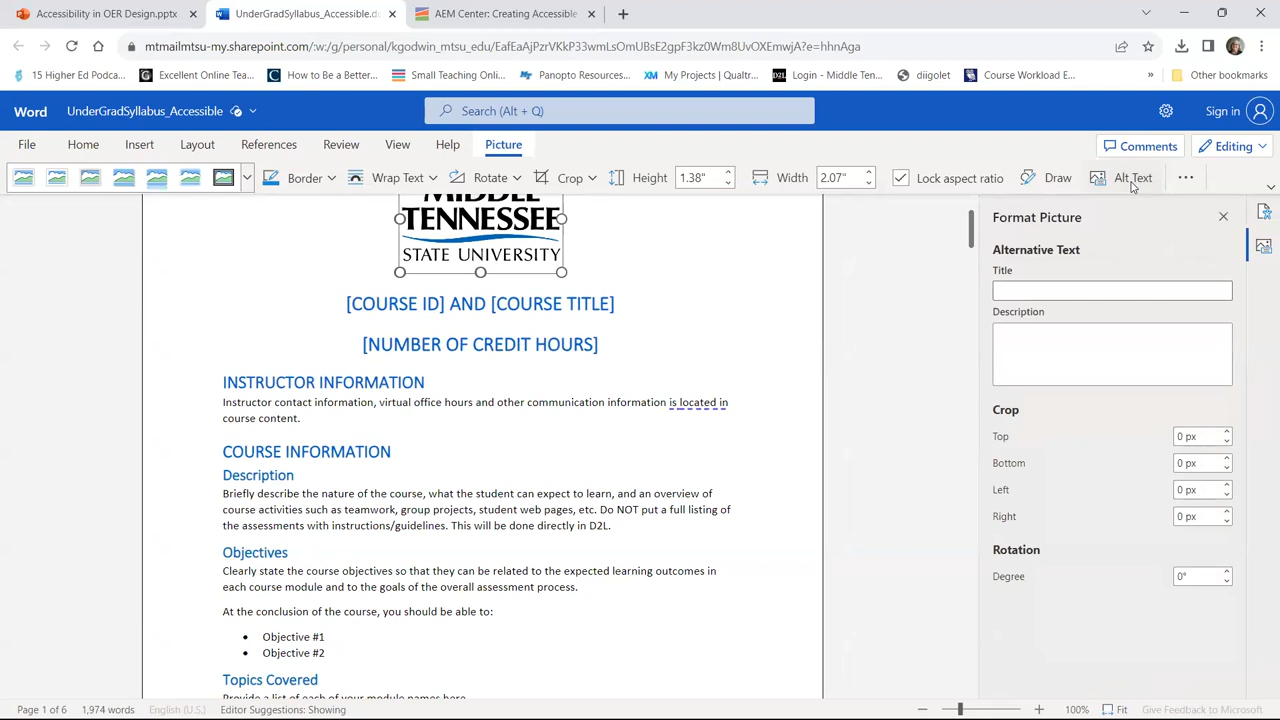 Accessibility in OER Design.pptx
UnderGradSyllabus_Accessible.d
AEM Center: Creating Accessible
mtmailmtsu-my.sharepoint.com/:w:/g/personal/kgodwin_mtsu_edu/EafEaAjPzrVKkP33wmLsOmUBsE2gpF3kz0Wm8UvOXEmwjA?e=hhnAga
15 Higher Ed Podca...
Excellent Online Tea...
How to Be a Better...
Small Teaching Onli...
Panopto Resources...
XM My Projects | Qualtr...
D2L Login - Middle Ten...
diigolet
Course Workload E...
»
Other bookmarks
Word UnderGradSyllabus_Accessible
Search (Alt + Q)
Sign in
File Home Insert Layout References Review View Help Picture
Comments
Editing
Border Wrap Text Rotate Crop Height 1.38" Width 2.07" Lock aspect ratio Draw Alt Text ...
MIDDLE
TENNESSEE
STATE UNIVERSITY
[COURSE ID] AND [COURSE TITLE]
[NUMBER OF CREDIT HOURS]
INSTRUCTOR INFORMATION
Instructor contact information, virtual office hours and other communication information is located in
course content.
COURSE INFORMATION
Description
Briefly describe the nature of the course, what the student can expect to learn, and an overview of
course activities such as teamwork, group projects, student web pages, etc. Do NOT put a full listing of
the assessments with instructions/guidelines. This will be done directly in D2L.
Objectives
Clearly state the course objectives so that they can be related to the expected learning outcomes in
each course module and to the goals of the overall assessment process.
At the conclusion of the course, you should be able to:
• Objective #1
• Objective #2
Topics Covered
Provide a list of each of your module names here
Format Picture
Alternative Text
Title
Description
Crop
Top 0 px
Bottom 0 px
Left 0 px
Right 0 px
Rotation
Degree 0°
Page 1 of 6 1,974 words English (U.S.) Editor Suggestions: Showing
100% Fit Give Feedback to Microsoft